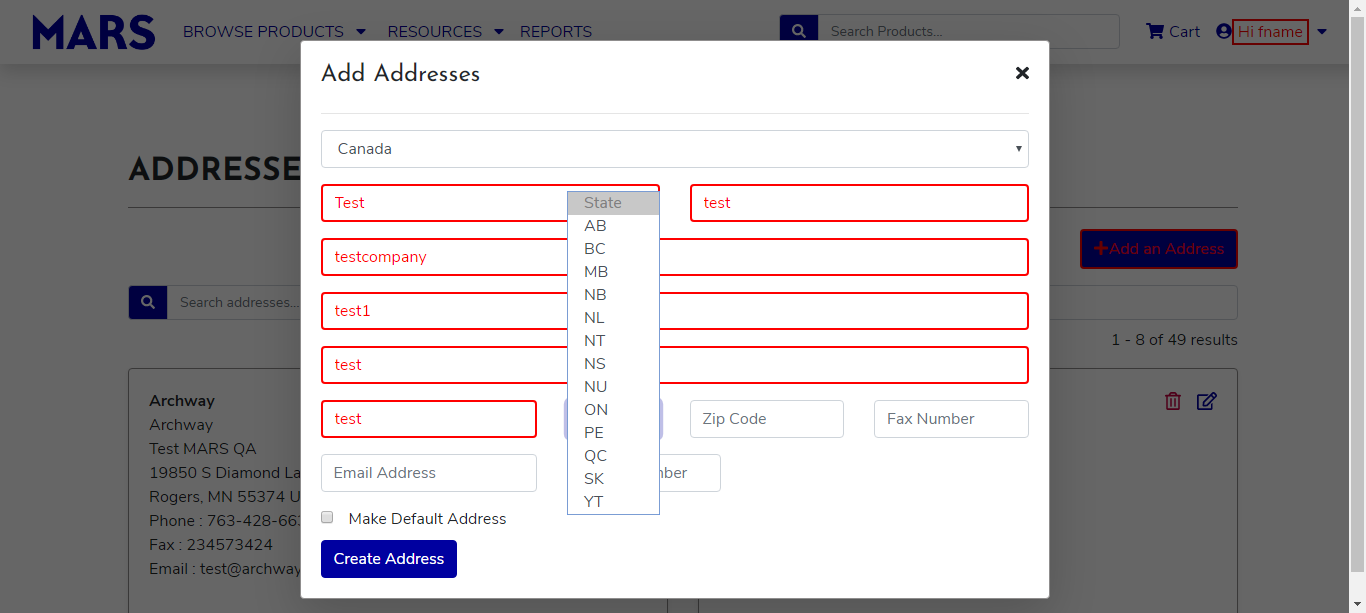 MARS BROWSE PRODUCTS RESOURCES REPORTS Search Products... Cart Hi fname
Add Addresses
Canada
ADDRESSE
Test State test
AB
Add an Address
BC
testcompany
MB
Search addresses...
NB
test1
NL
NT
1 - 8 of 49 results
NS
test
NU
Archway
ON
Archway
test Zip Code Fax Number
PE
Test MARS QA
QC
19850 S Diamond La
Email Address
SK
Rogers, MN 55374 U
YT
Phone : 763-428-66
Make Default Address
Fax : 234573424
Create Address
Email : test@archway